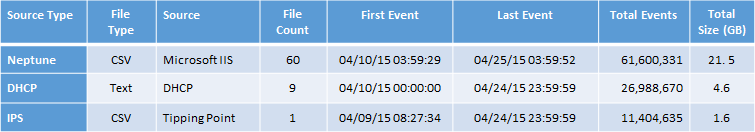 Source Type File Type Source File Count First Event Last Event Total Events Total Size (GB)
Neptune CSV Microsoft IIS 60 04/10/15 03:59:29 04/25/15 03:59:52 61,600,331 21. 5
DHCP Text DHCP 9 04/10/15 00:00:00 04/24/15 23:59:59 26,988,670 4.6
IPS CSV Tipping Point 1 04/09/15 08:27:34 04/24/15 23:59:59 11,404,635 1.6